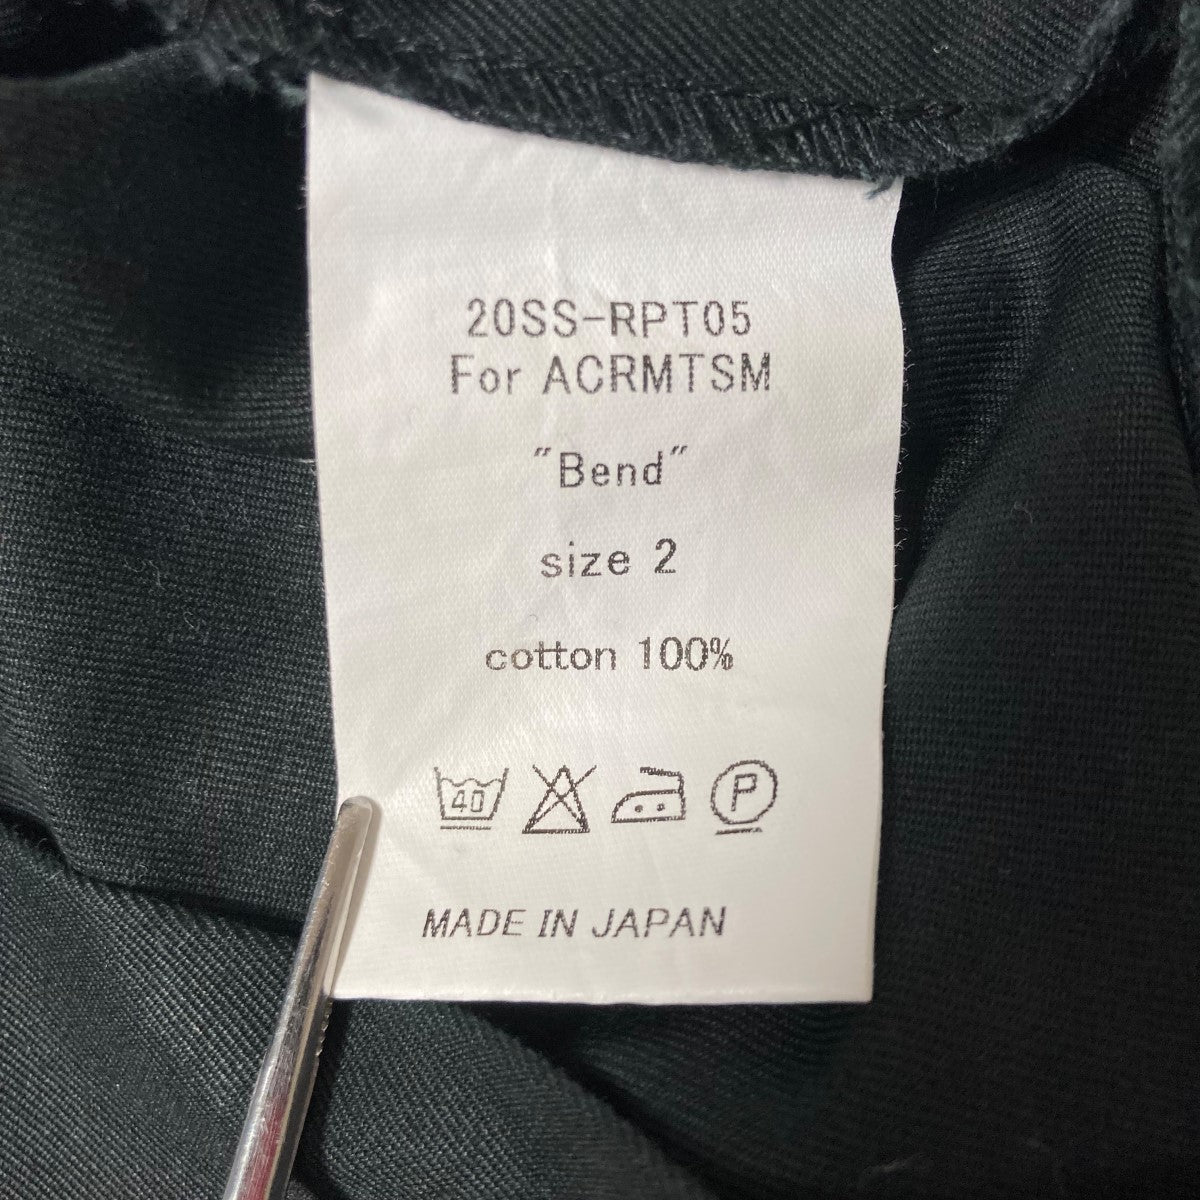 20SS-RPT05
For ACRMTSM
"Bend"
size 2
cotton 100%
40 P
MADE IN JAPAN